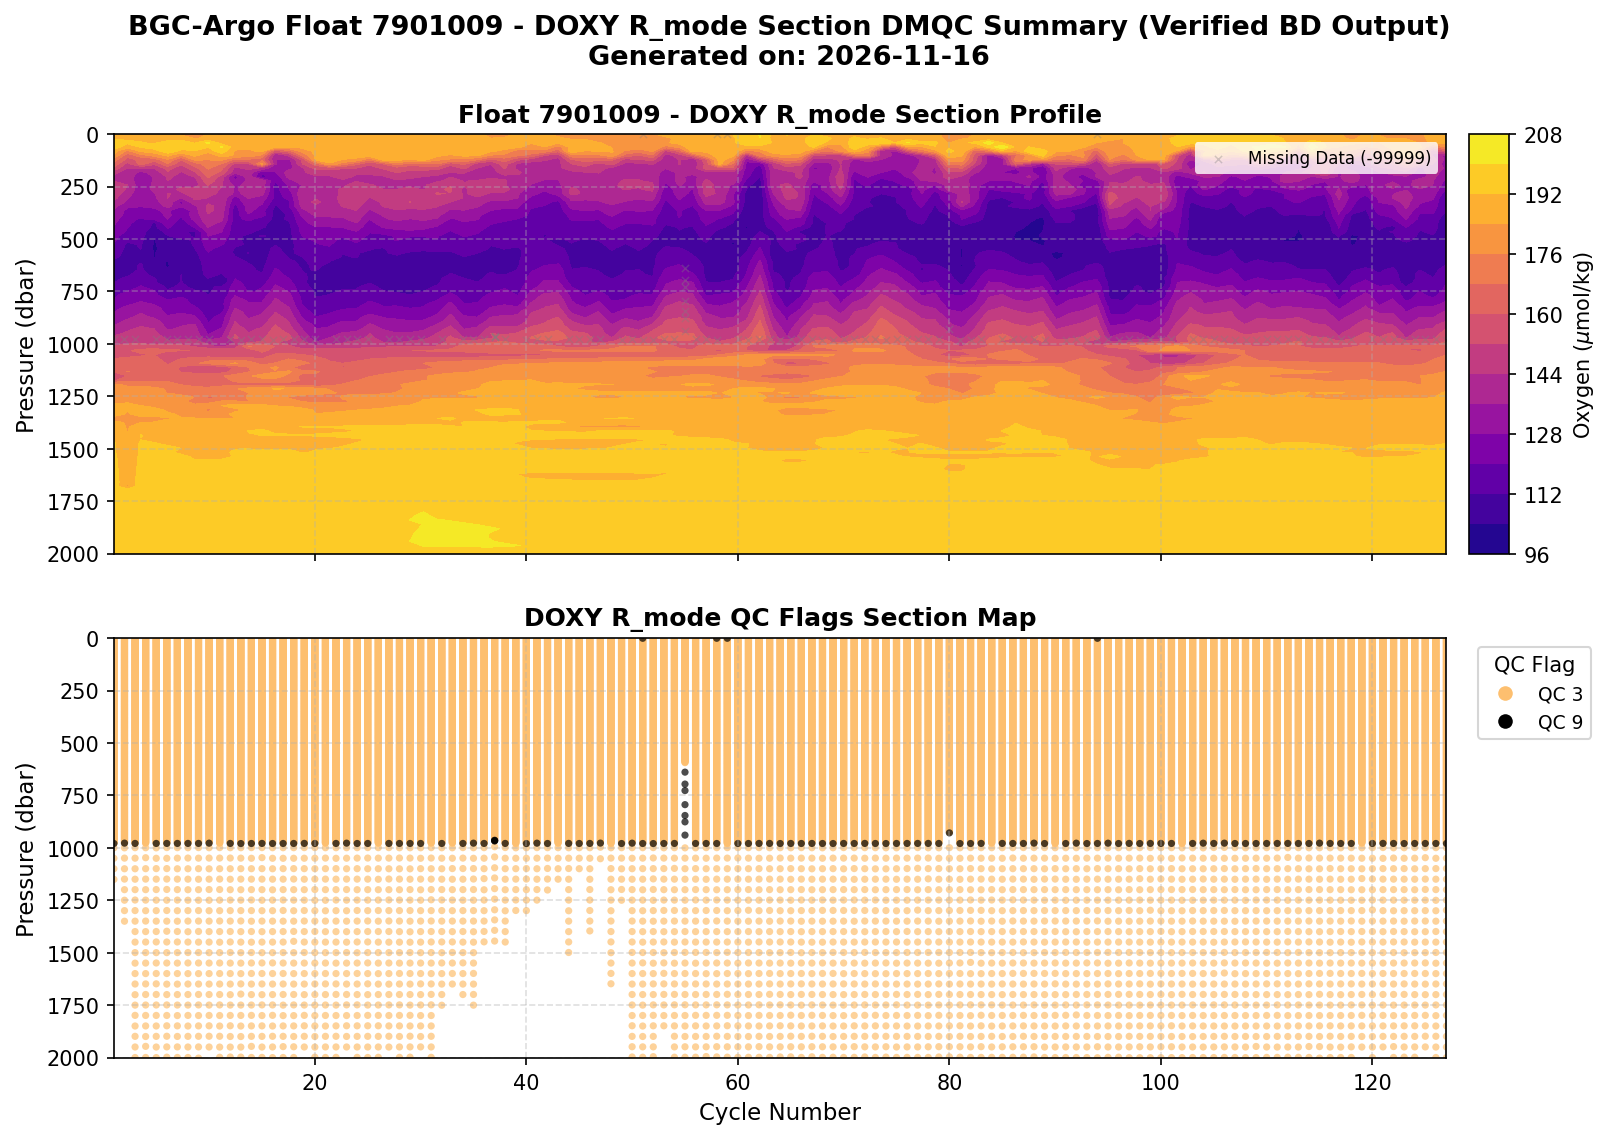 BGC-Argo Float 7901009 - DOXY R_mode Section DMQC Summary (Verified BD Output)
Generated on: 2026-11-16
Float 7901009 - DOXY R_mode Section Profile
Pressure (dbar)
0
250
500
750
1000
1250
1500
1750
2000
Missing Data (-99999)
208
192
176
160
144
128
112
96
Oxygen (μmol/kg)
DOXY R_mode QC Flags Section Map
Pressure (dbar)
0
250
500
750
1000
1250
1500
1750
2000
20
40
60
80
100
120
Cycle Number
QC Flag
QC 3
QC 9